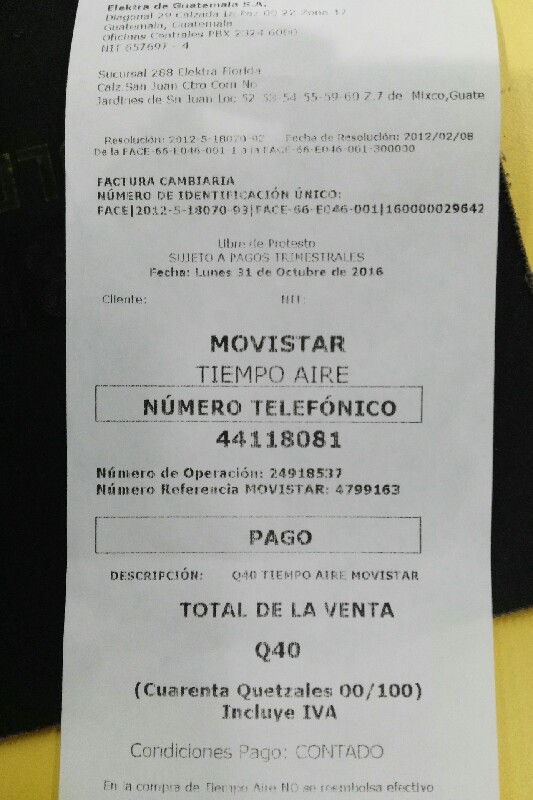 Elektra de Guatemala S.A.
Diagonal 29 Calzada La Paz 00-22 Zona 17
Guatemala, Guatemala
Oficinas Centrales PBX 2324 6000
NIT 657697 - 4
Sucursal 288 Elektra Florida
Calz San Juan Ctro Com No
Jardines de Sn Juan Loc 52-53-54-55-59-60 Z.7 de Mixco,Guate
Resolución: 2012-5-18070-92 Fecha de Resolución: 2012/02/08
De la FACE-66-E046-001 1 a la FACE-66-E046-001-300000
FACTURA CAMBIARIA
NÚMERO DE IDENTIFICACIÓN ÚNICO:
FACE|2012-5-18070-93|FACE-66-E046-001|160000029642
Libre de Protesto
SUJETO A PAGOS TRIMESTRALES
Fecha: Lunes 31 de Octubre de 2016
Cliente: NIT:
MOVISTAR
TIEMPO AIRE
NÚMERO TELEFÓNICO
44118081
Número de Operación: 24918537
Número Referencia MOVISTAR: 4799163
PAGO
DESCRIPCIÓN: Q40 TIEMPO AIRE MOVISTAR
TOTAL DE LA VENTA
Q40
(Cuarenta Quetzales 00/100)
Incluye IVA
Condiciones Pago: CONTADO
En la compra de Tiempo Aire NO se reembolsa efectivo